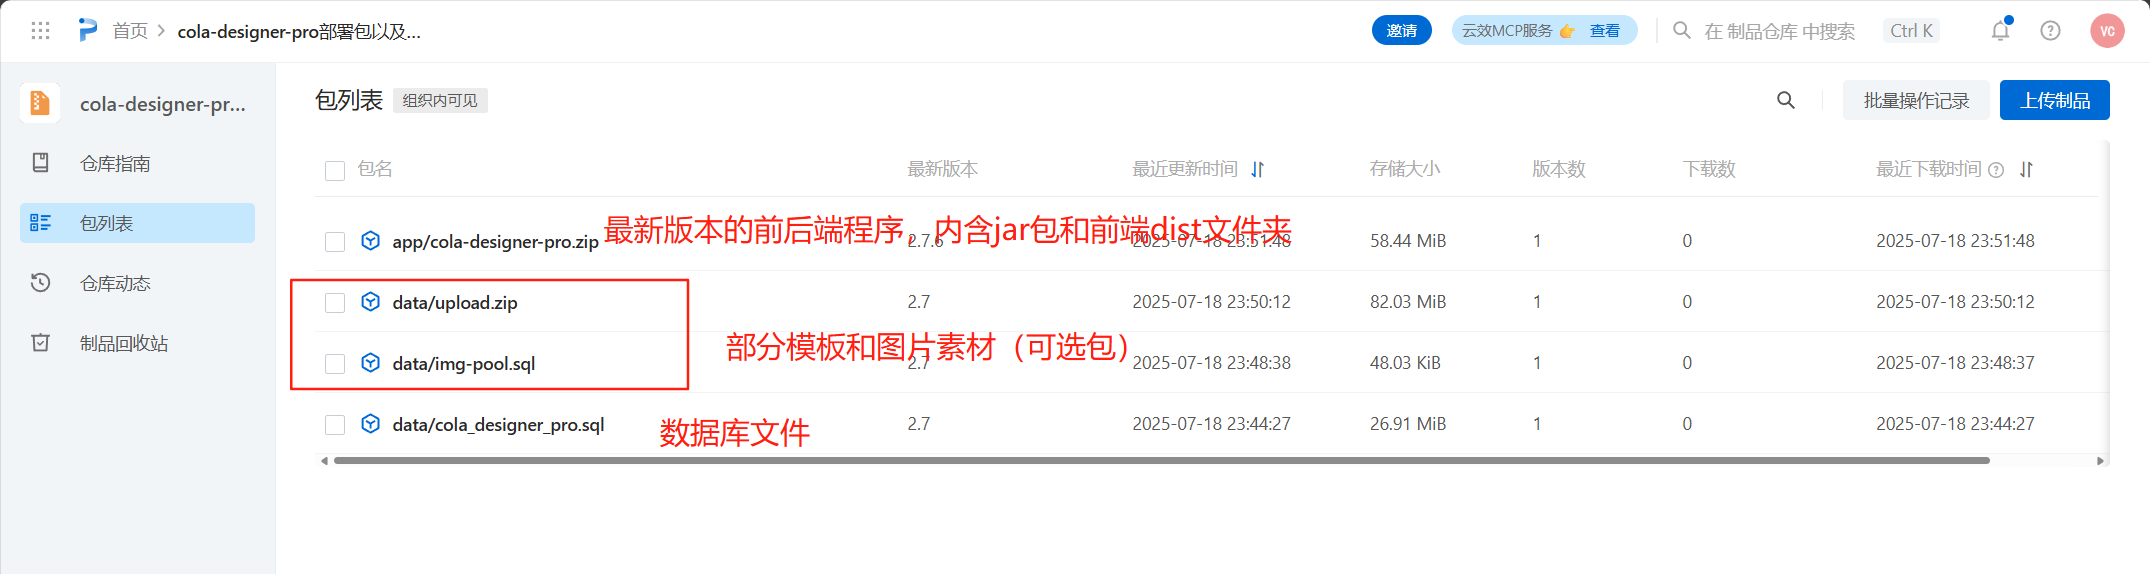 首页 > cola-designer-pro部署包以及...
邀请
云效MCP服务 👉 查看
在 制品仓库 中搜索
Ctrl K
VC
cola-designer-pr...
仓库指南
包列表
仓库动态
制品回收站
包列表 组织内可见
批量操作记录
上传制品
包名 最新版本 最近更新时间 存储大小 版本数 下载数 最近下载时间
app/cola-designer-pro.zip 2.7.6 2025-07-18 23:51:48 58.44 MiB 1 0 2025-07-18 23:51:48
最新版本的前后端程序，内含jar包和前端dist文件夹
data/upload.zip 2.7 2025-07-18 23:50:12 82.03 MiB 1 0 2025-07-18 23:50:12
部分模板和图片素材（可选包）
data/img-pool.sql 2.7 2025-07-18 23:48:38 48.03 KiB 1 0 2025-07-18 23:48:37
data/cola_designer_pro.sql 2.7 2025-07-18 23:44:27 26.91 MiB 1 0 2025-07-18 23:44:27
数据库文件